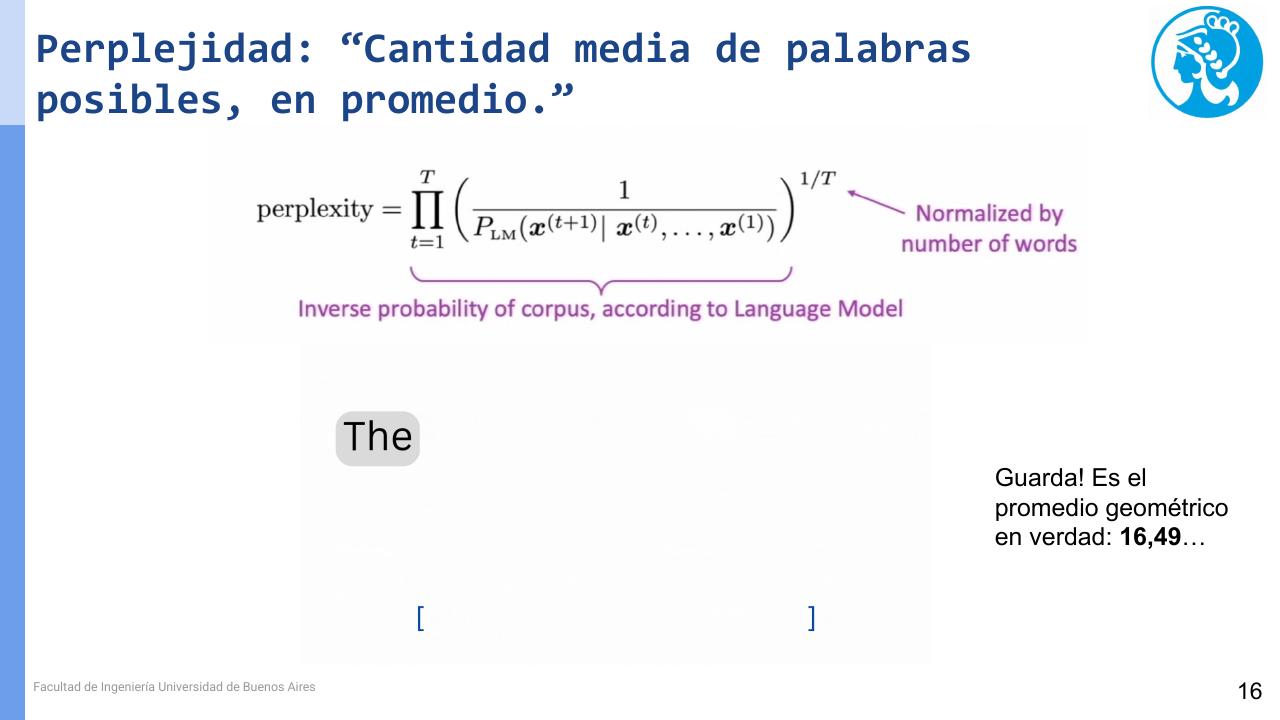 Perplejidad: “Cantidad media de palabras
posibles, en promedio.”
perplexity = ∏_{t=1}^{T} ( 1 / P_LM(x^(t+1)| x^(t), . . . , x^(1)) )^{1/T}
Normalized by
number of words
Inverse probability of corpus, according to Language Model
The
Guarda! Es el
promedio geométrico
en verdad: 16,49…
[ ]
Facultad de Ingeniería Universidad de Buenos Aires
16